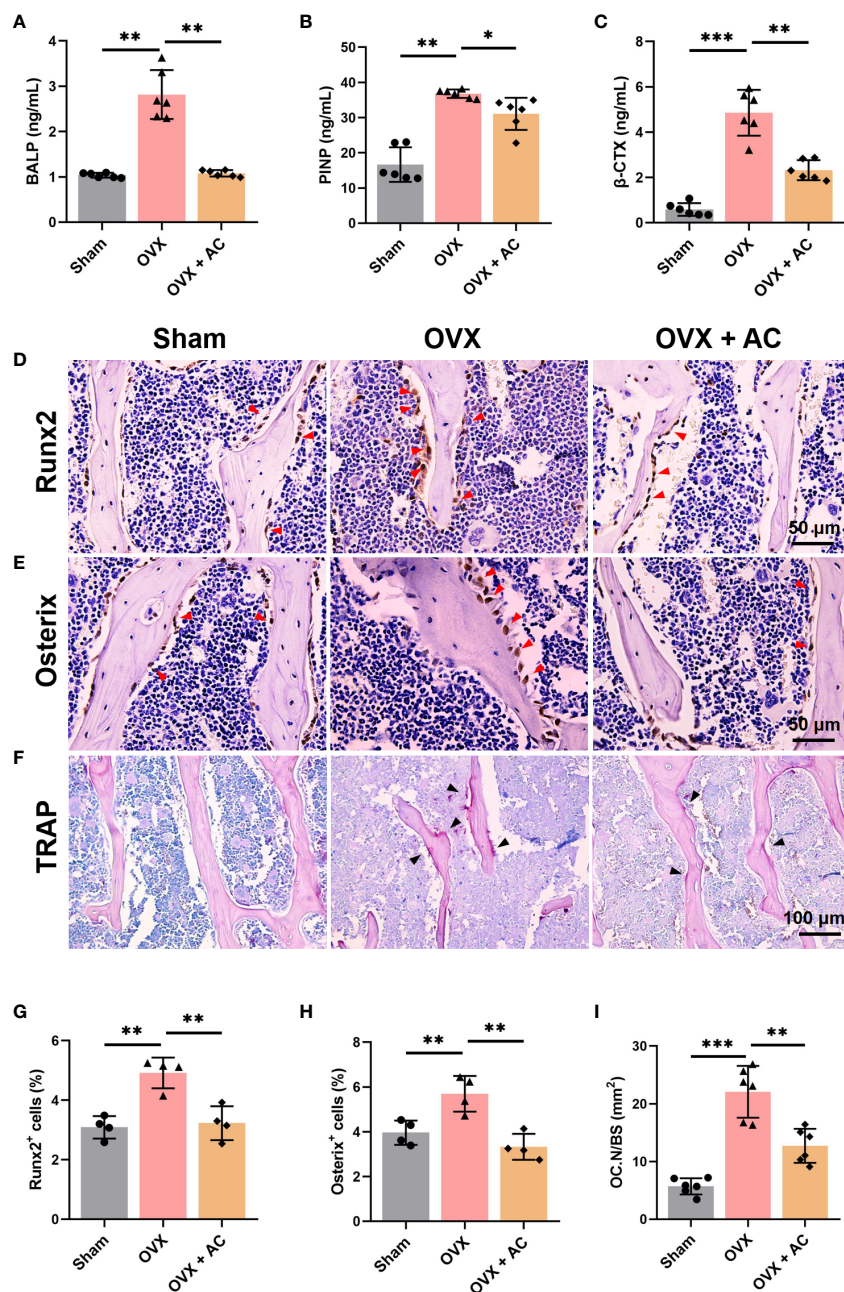 A
BALP (ng/mL)
4
3
2
1
0
** **
Sham
OVX
OVX + AC
B
PINP (ng/mL)
50
40
30
20
10
0
** *
Sham
OVX
OVX + AC
C
β-CTX (ng/mL)
8
6
4
2
0
*** **
Sham
OVX
OVX + AC
Sham OVX OVX + AC
D
Runx2
50 µm
E
Osterix
50 µm
F
TRAP
100 µm
G
Runx2⁺ cells (%)
6
4
2
0
** **
Sham
OVX
OVX + AC
H
Osterix⁺ cells (%)
8
6
4
2
0
** **
Sham
OVX
OVX + AC
I
OC.N/BS (mm²)
30
20
10
0
*** **
Sham
OVX
OVX + AC